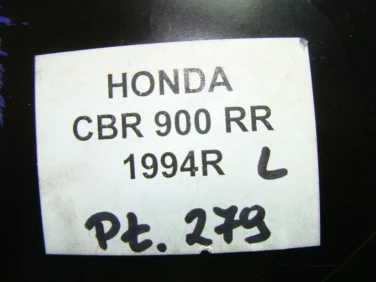 HONDA
CBR 900 RR
1994R L
Pt. 279